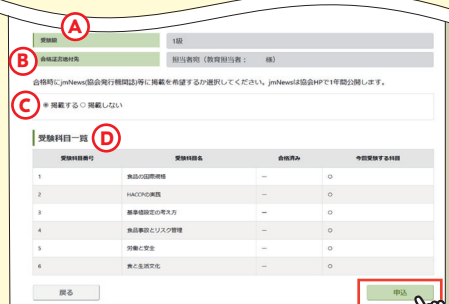 A
受験級 1級
B
合格証書送付先 担当者宛（教育担当者： 様）
合格時にjmNews(協会発行機関誌)等に掲載を希望するか選択してください。jmNewsは協会HPで1年間公開します。
C
掲載する 掲載しない
受験科目一覧 D
受験科目番号 受験科目名 合格済み 今回受験する科目
1 食品の国際規格 － ○
2 HACCPの実践 － ○
3 基準値設定の考え方 － ○
4 食品事故とリスク管理 － ○
5 労働と安全 － ○
6 食と生活文化 － ○
戻る 申込